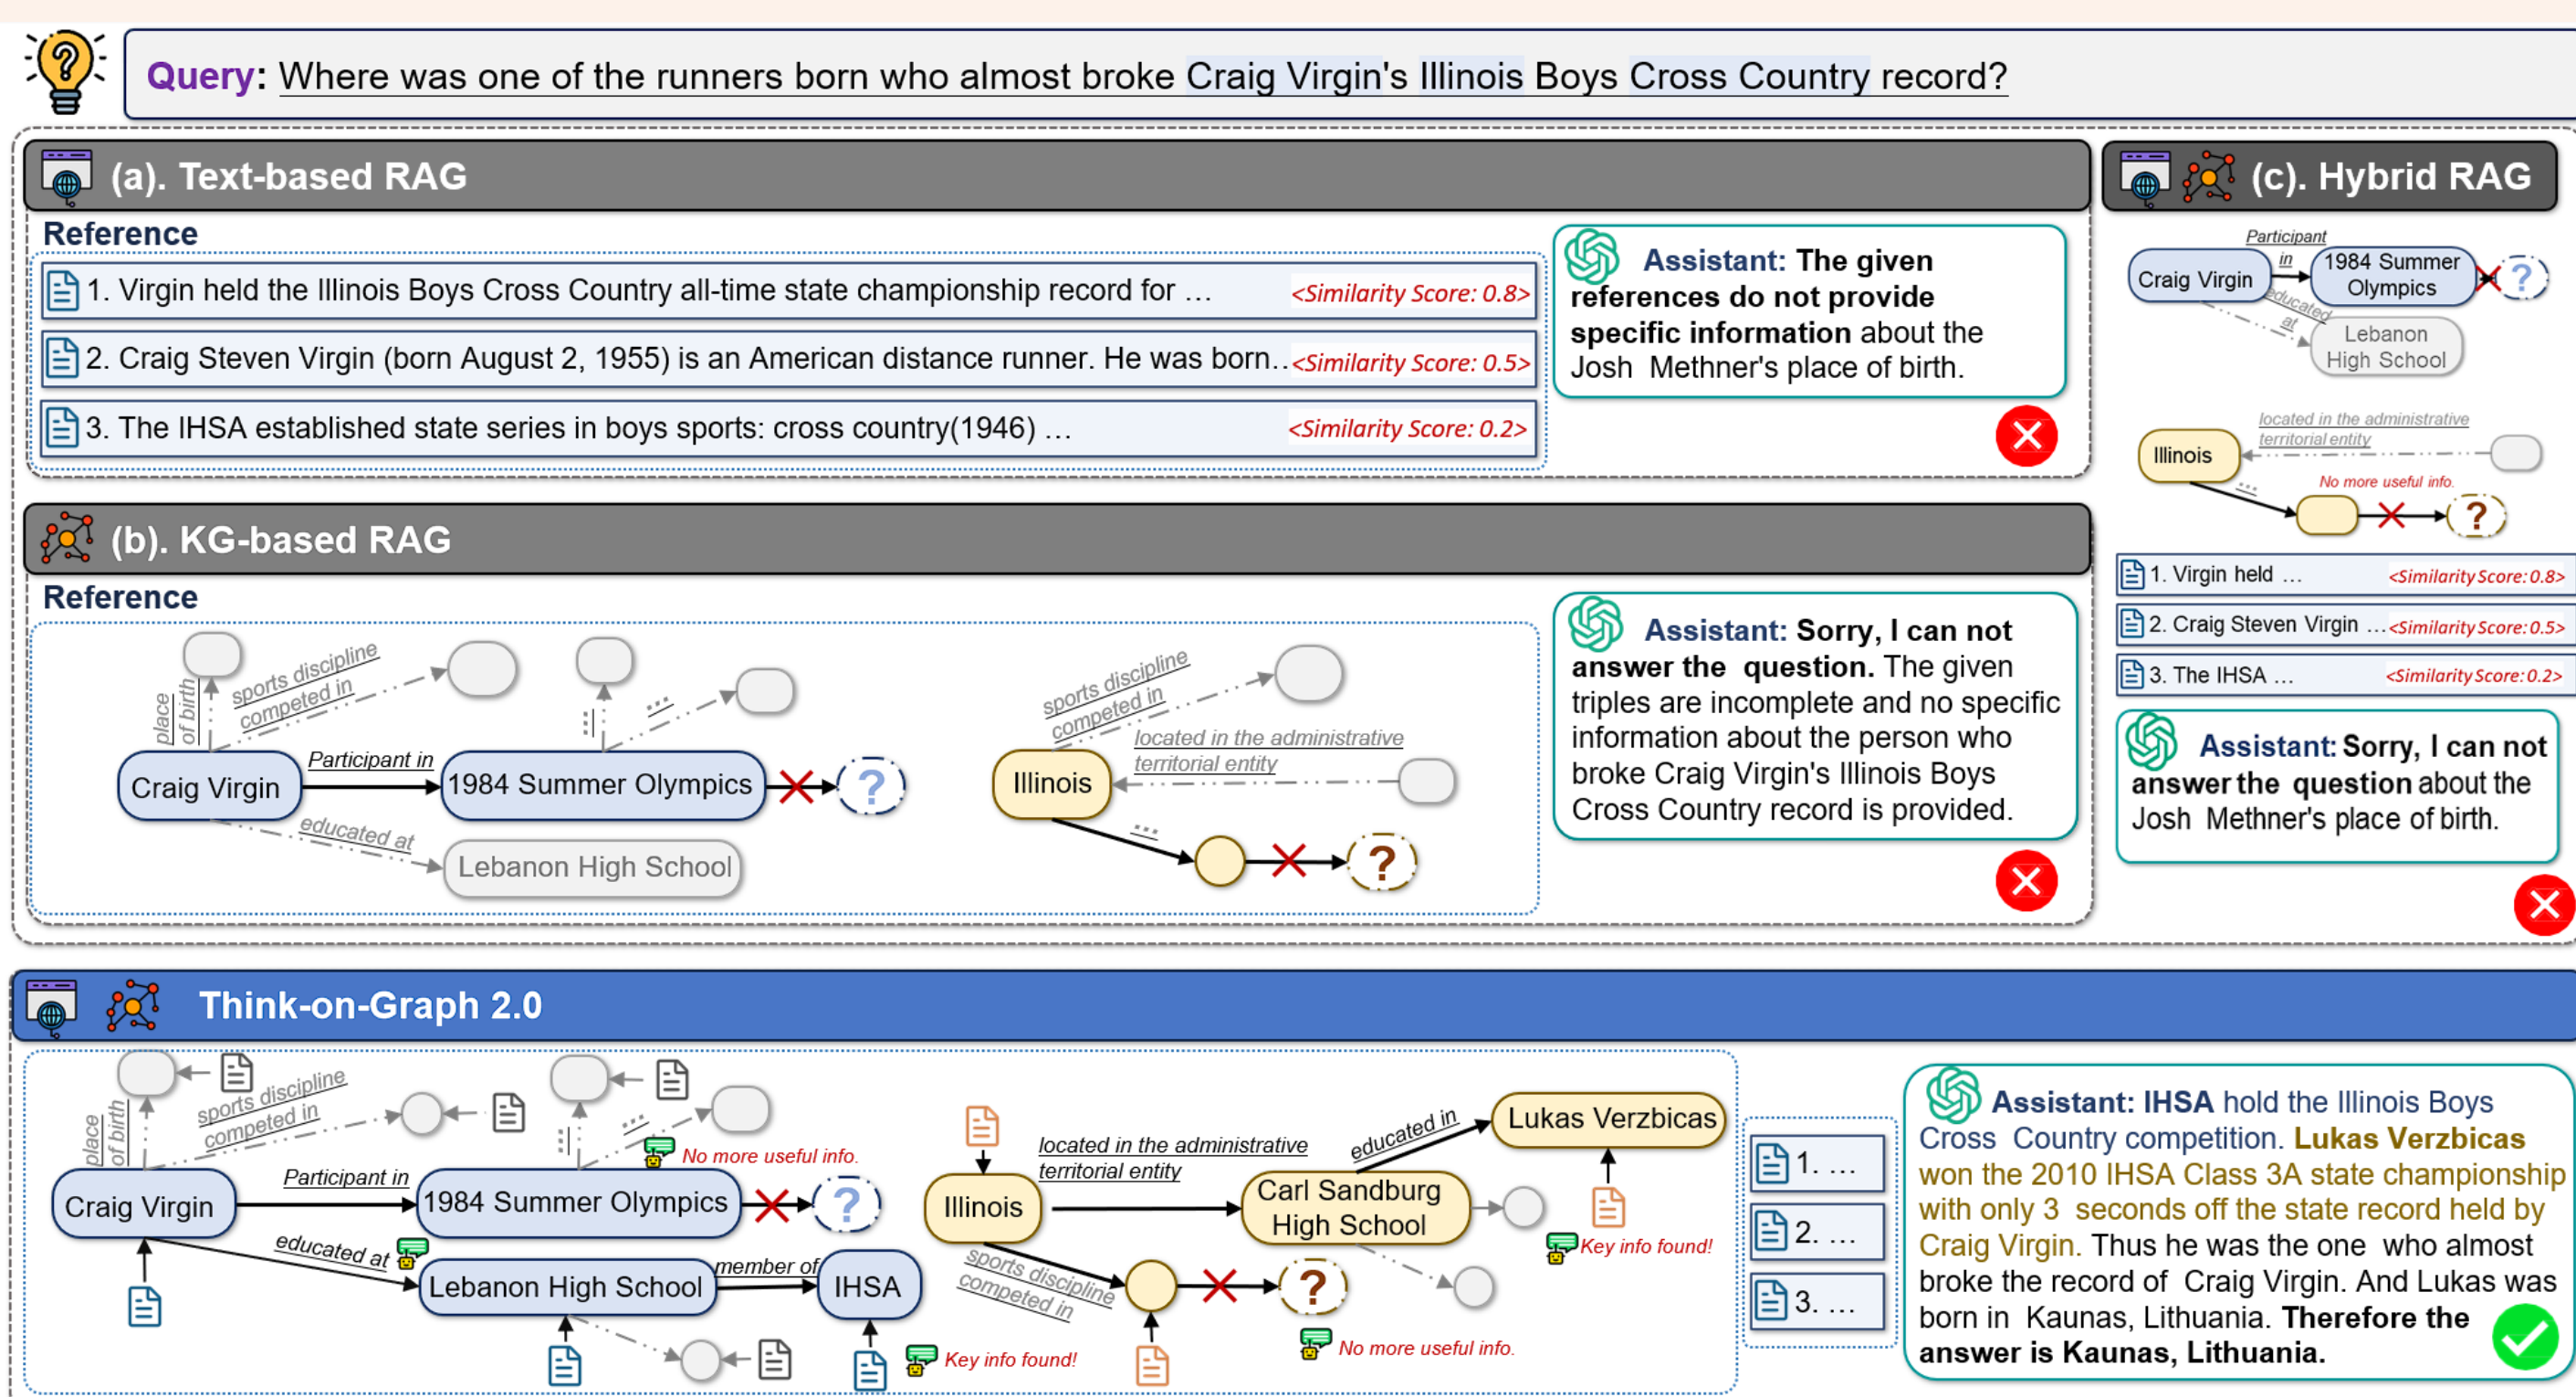 Query: Where was one of the runners born who almost broke Craig Virgin's Illinois Boys Cross Country record?
(a). Text-based RAG
Reference
1. Virgin held the Illinois Boys Cross Country all-time state championship record for ... <Similarity Score: 0.8>
2. Craig Steven Virgin (born August 2, 1955) is an American distance runner. He was born.. <Similarity Score: 0.5>
3. The IHSA established state series in boys sports: cross country(1946) ... <Similarity Score: 0.2>
Assistant: The given
references do not provide
specific information about the
Josh Methner's place of birth.
(b). KG-based RAG
Reference
place
of birth
sports discipline
competed in
...
...
Craig Virgin
Participant in
1984 Summer Olympics
?
educated at
Lebanon High School
sports discipline
competed in
Illinois
located in the administrative
territorial entity
...
?
Assistant: Sorry, I can not
answer the question. The given
triples are incomplete and no specific
information about the person who
broke Craig Virgin's Illinois Boys
Cross Country record is provided.
(c). Hybrid RAG
Craig Virgin
Participant
in
1984 Summer
Olympics
?
educated
at
Lebanon
High School
located in the administrative
territorial entity
Illinois
...
No more useful info.
?
1. Virgin held ... <Similarity Score:0.8>
2. Craig Steven Virgin ... <Similarity Score:0.5>
3. The IHSA ... <Similarity Score:0.2>
Assistant: Sorry, I can not
answer the question about the
Josh Methner's place of birth.
Think-on-Graph 2.0
place
of birth
sports discipline
competed in
...
...
No more useful info.
Craig Virgin
Participant in
1984 Summer Olympics
?
educated at
Lebanon High School
member of
IHSA
Key info found!
Illinois
located in the administrative
territorial entity
Carl Sandburg
High School
educated in
Lukas Verzbicas
Key info found!
sports discipline
competed in
?
No more useful info.
1. ...
2. ...
3. ...
Assistant: IHSA hold the Illinois Boys
Cross Country competition. Lukas Verzbicas
won the 2010 IHSA Class 3A state championship
with only 3 seconds off the state record held by
Craig Virgin. Thus he was the one who almost
broke the record of Craig Virgin. And Lukas was
born in Kaunas, Lithuania. Therefore the
answer is Kaunas, Lithuania.